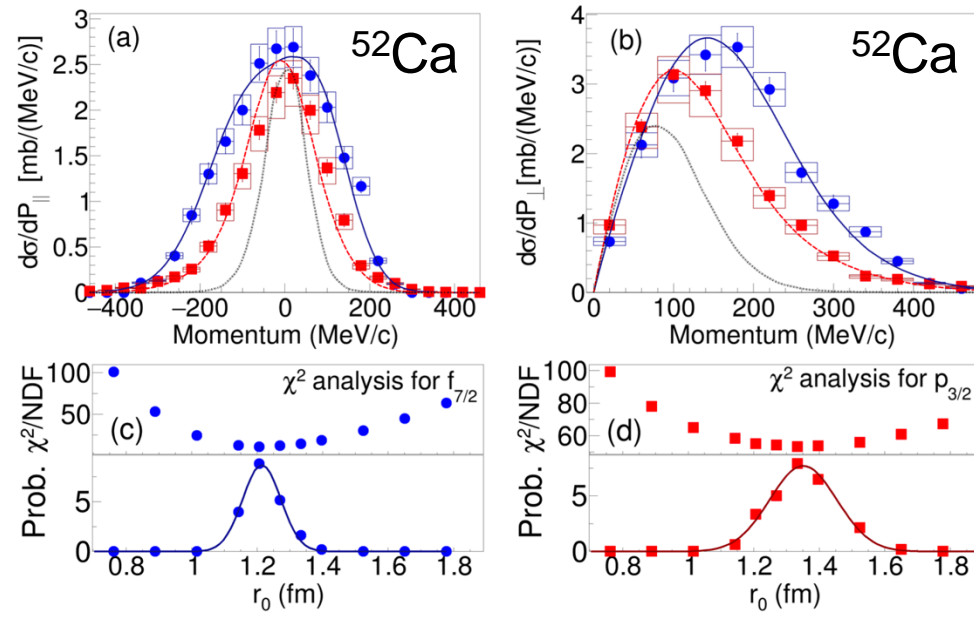 (a)
⁵²Ca
dσ/dP∥ [mb/(MeV/c)]
3
2.5
2
1.5
1
0.5
0
−400 −200 0 200 400
Momentum (MeV/c)
(b)
⁵²Ca
dσ/dP⊥ [mb/(MeV/c)]
4
3
2
1
0
0 100 200 300 400
Momentum (MeV/c)
χ² analysis for f₇/₂
(c)
χ²/NDF
100
50
Prob.
5
0
0.8 1 1.2 1.4 1.6 1.8
r₀ (fm)
χ² analysis for p₃/₂
(d)
χ²/NDF
100
80
60
Prob.
5
0
0.8 1 1.2 1.4 1.6 1.8
r₀ (fm)